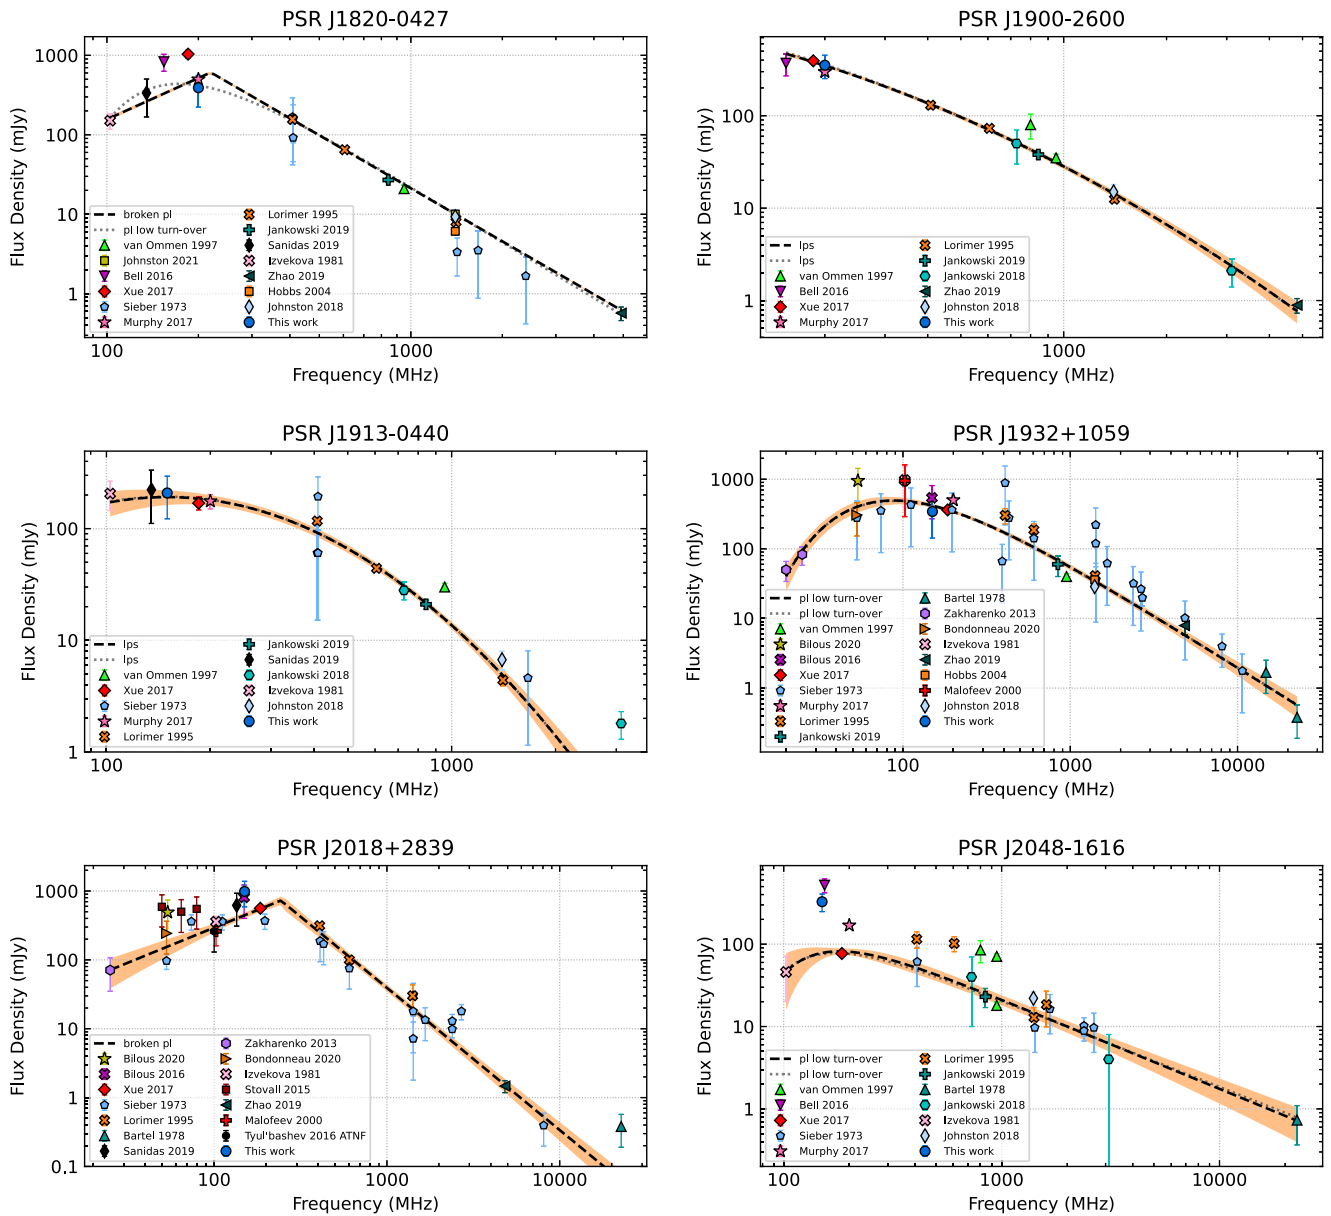 PSR J1820-0427
Flux Density (mJy)
1000
100
10
1
broken pl
pl low turn-over
van Ommen 1997
Johnston 2021
Bell 2016
Xue 2017
Sieber 1973
Murphy 2017
Lorimer 1995
Jankowski 2019
Sanidas 2019
Izvekova 1981
Zhao 2019
Hobbs 2004
Johnston 2018
This work
100
1000
Frequency (MHz)
PSR J1900-2600
Flux Density (mJy)
100
10
1
lps
lps
van Ommen 1997
Bell 2016
Xue 2017
Murphy 2017
Lorimer 1995
Jankowski 2019
Jankowski 2018
Zhao 2019
Johnston 2018
This work
1000
Frequency (MHz)
PSR J1913-0440
Flux Density (mJy)
100
10
1
lps
lps
van Ommen 1997
Xue 2017
Sieber 1973
Murphy 2017
Lorimer 1995
Jankowski 2019
Sanidas 2019
Jankowski 2018
Izvekova 1981
Johnston 2018
This work
100
1000
Frequency (MHz)
PSR J1932+1059
Flux Density (mJy)
1000
100
10
1
pl low turn-over
pl low turn-over
van Ommen 1997
Bilous 2020
Bilous 2016
Xue 2017
Sieber 1973
Murphy 2017
Lorimer 1995
Jankowski 2019
Bartel 1978
Zakharenko 2013
Bondonneau 2020
Izvekova 1981
Zhao 2019
Hobbs 2004
Malofeev 2000
Johnston 2018
This work
100
1000
10000
Frequency (MHz)
PSR J2018+2839
Flux Density (mJy)
1000
100
10
1
0.1
broken pl
Bilous 2020
Bilous 2016
Xue 2017
Sieber 1973
Lorimer 1995
Bartel 1978
Sanidas 2019
Zakharenko 2013
Bondonneau 2020
Izvekova 1981
Stovall 2015
Zhao 2019
Malofeev 2000
Tyul'bashev 2016 ATNF
This work
100
1000
10000
Frequency (MHz)
PSR J2048-1616
Flux Density (mJy)
100
10
1
pl low turn-over
pl low turn-over
van Ommen 1997
Bell 2016
Xue 2017
Sieber 1973
Murphy 2017
Lorimer 1995
Jankowski 2019
Bartel 1978
Jankowski 2018
Izvekova 1981
Johnston 2018
This work
100
1000
10000
Frequency (MHz)